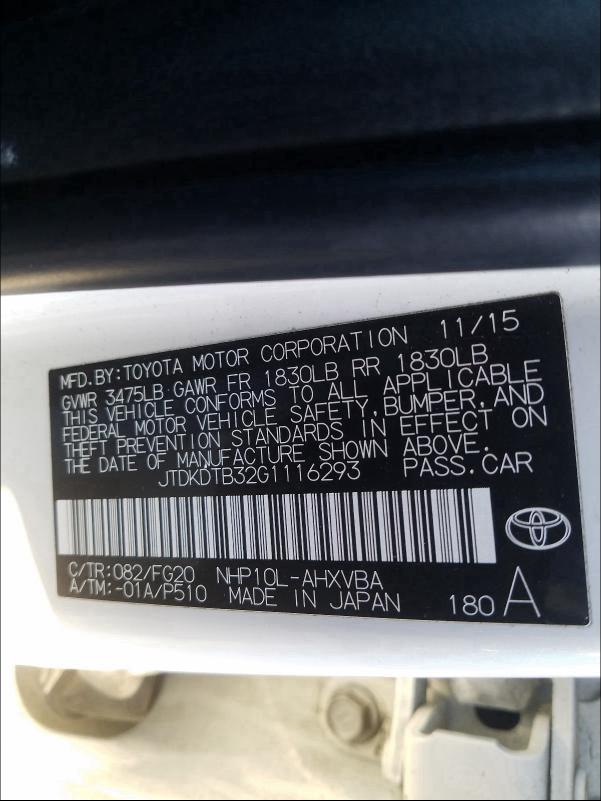 MFD.BY:TOYOTA MOTOR CORPORATION 11/15
GVWR 3475LB GAWR FR 1830LB RR 1830LB
THIS VEHICLE CONFORMS TO ALL APPLICABLE
FEDERAL MOTOR VEHICLE SAFETY,BUMPER,AND
THEFT PREVENTION STANDARDS IN EFFECT ON
THE DATE OF MANUFACTURE SHOWN ABOVE.
JTDKDTB32G1116293 PASS.CAR
C/TR:082/FG20 NHP10L-AHXVBA
A/TM:-01A/P510 MADE IN JAPAN 180 A